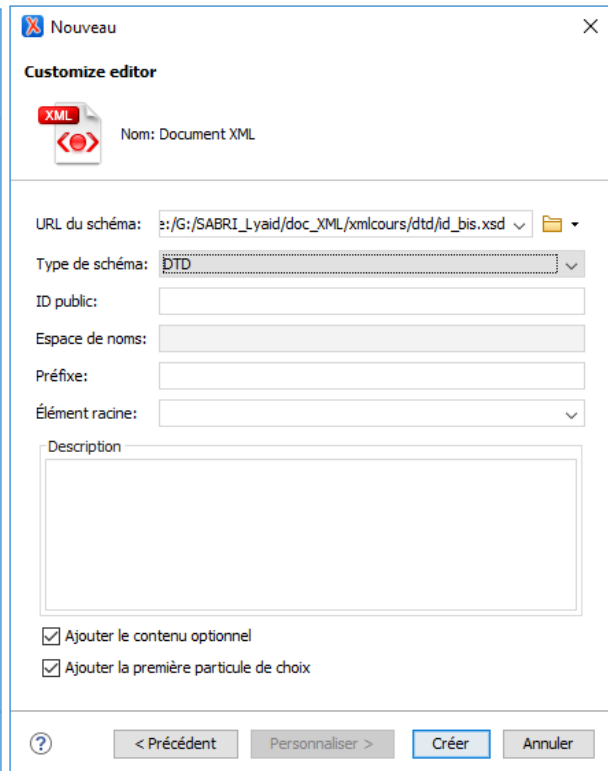 Nouveau
Customize editor
XML
Nom: Document XML
URL du schéma: e:/G:/SABRI_Lyaid/doc_XML/xmlcours/dtd/id_bis.xsd
Type de schéma: DTD
ID public:
Espace de noms:
Préfixe:
Élément racine:
Description
Ajouter le contenu optionnel
Ajouter la première particule de choix
? < Précédent Personnaliser > Créer Annuler